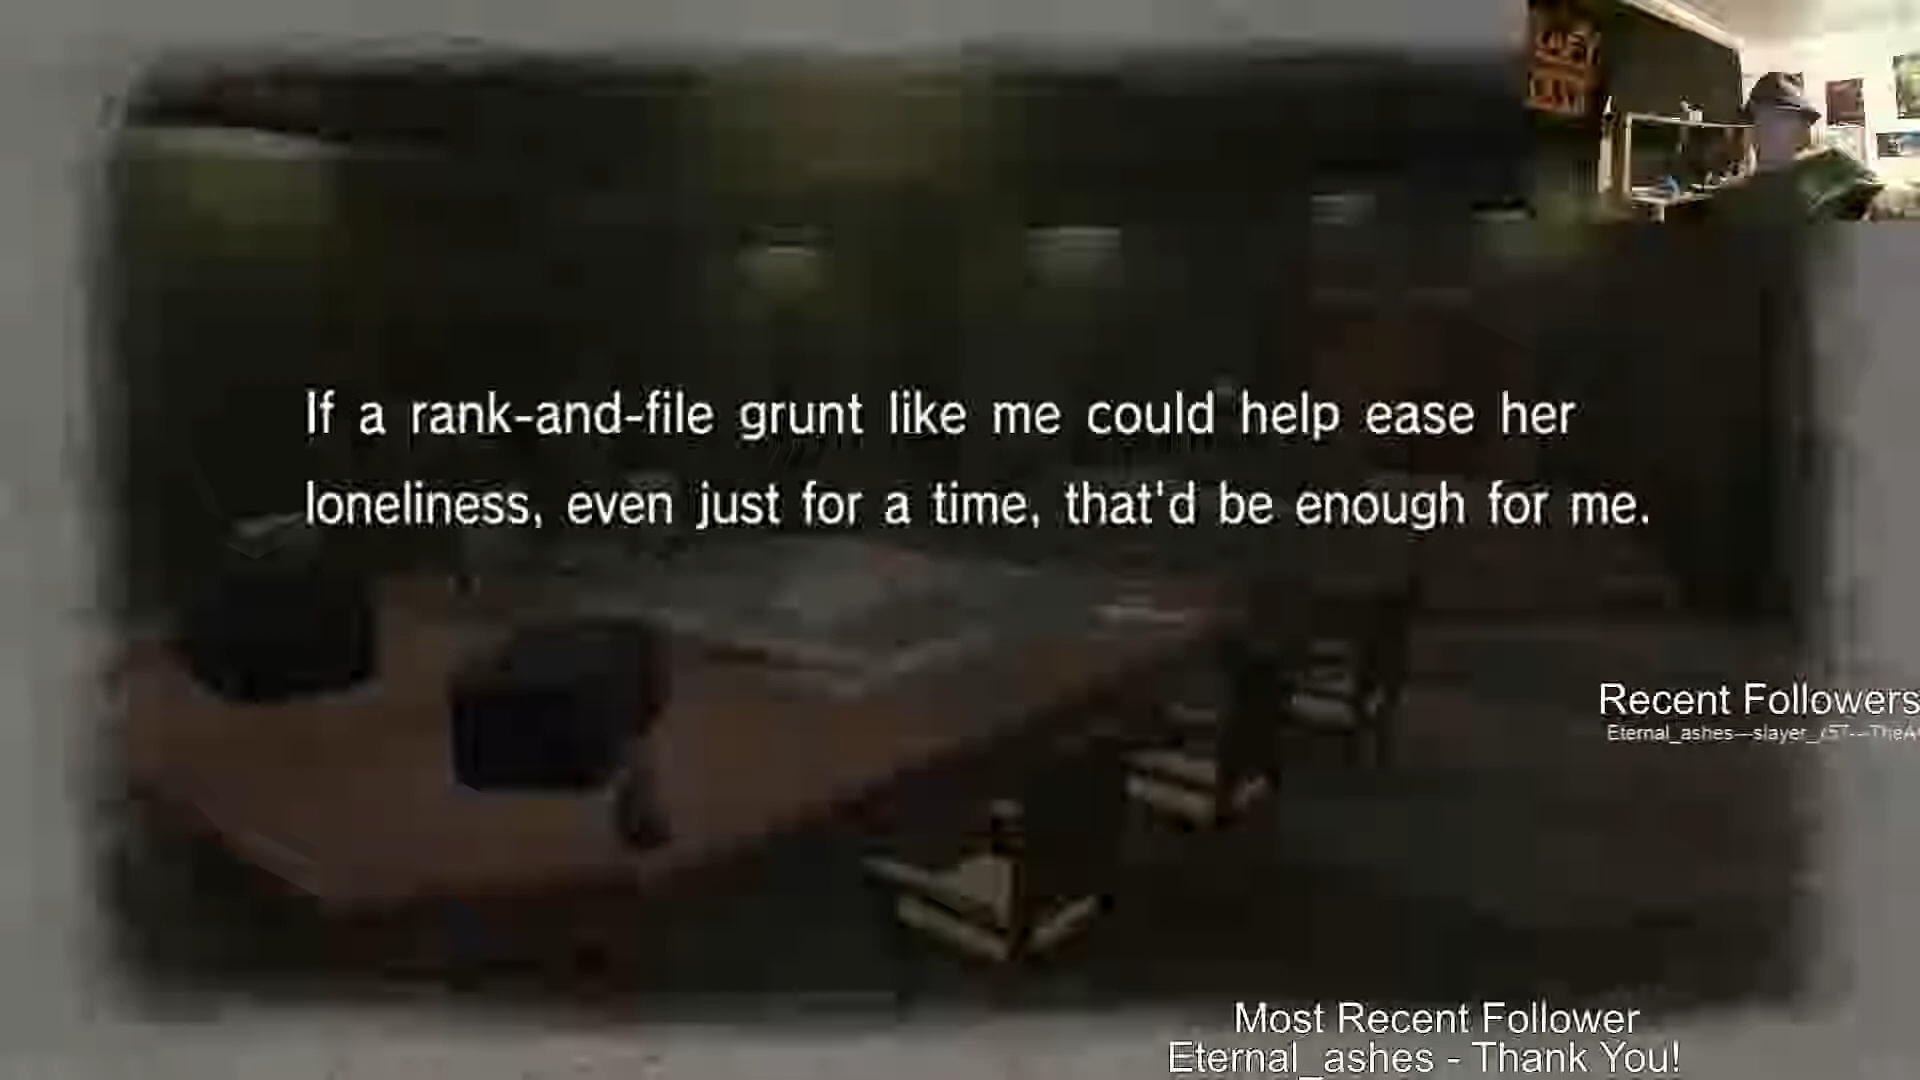 If a rank-and-file grunt like me could help ease her
loneliness, even just for a time, that'd be enough for me.
Recent Followers
Most Recent Follower
Eternal_ashes - Thank You!